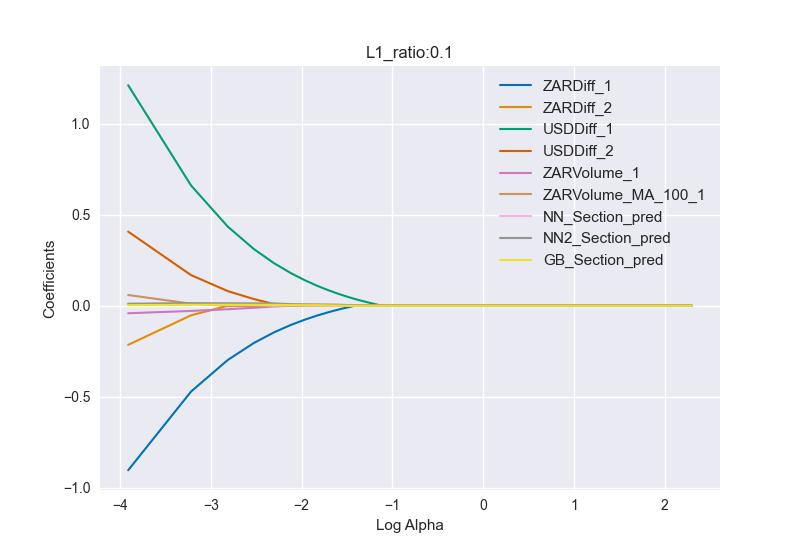 L1_ratio:0.1
ZARDiff_1
ZARDiff_2
USDDiff_1
USDDiff_2
ZARVolume_1
ZARVolume_MA_100_1
NN_Section_pred
NN2_Section_pred
GB_Section_pred
Coefficients
1.0
0.5
0.0
−0.5
−1.0
−4 −3 −2 −1 0 1 2
Log Alpha